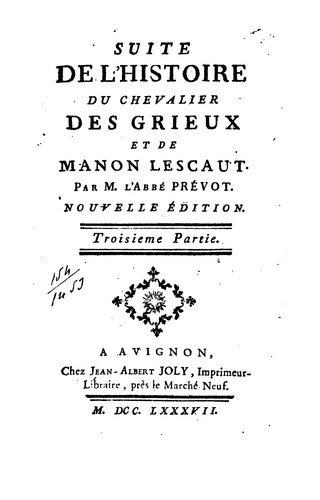 SUITE
DE L'HISTOIRE
DU CHEVALIER
DES GRIEUX
ET DE
MANON LESCAUT.
PAR M. L'ABBÉ PRÉVOT.
NOUVELLE ÉDITION.
Troisieme Partie.
A AVIGNON,
Chez JEAN-ALBERT JOLY, Imprimeur-
Libraire, près le Marché Neuf.
M. DCC. LXXXVII.